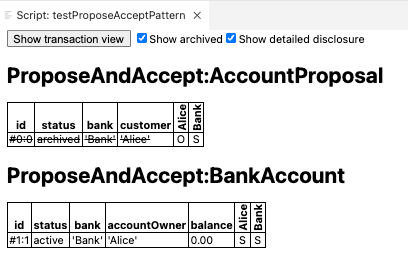 Script: testProposeAcceptPattern ×
Show transaction view Show archived Show detailed disclosure
ProposeAndAccept:AccountProposal
id status bank customer Alice Bank
#0:0 archived 'Bank' 'Alice' O S
ProposeAndAccept:BankAccount
id status bank accountOwner balance Alice Bank
#1:1 active 'Bank' 'Alice' 0.00 S S